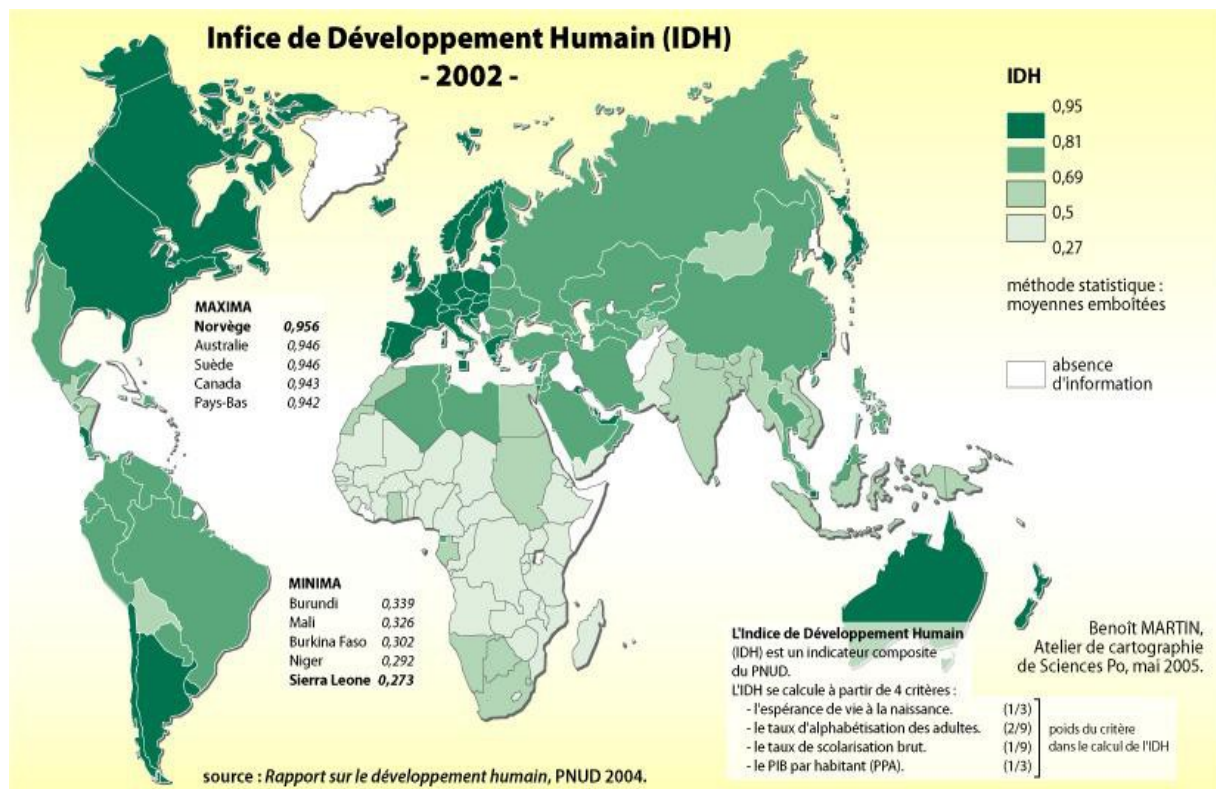 Infice de Développement Humain (IDH)
- 2002 -
IDH
0,95
0,81
0,69
0,5
0,27
méthode statistique :
moyennes emboîtées
absence
d'information
MAXIMA
Norvège 0,956
Australie 0,946
Suède 0,946
Canada 0,943
Pays-Bas 0,942
MINIMA
Burundi 0,339
Mali 0,326
Burkina Faso 0,302
Niger 0,292
Sierra Leone 0,273
L'Indice de Développement Humain
(IDH) est un indicateur composite
du PNUD.
L'IDH se calcule à partir de 4 critères :
- l'espérance de vie à la naissance. (1/3)
- le taux d'alphabétisation des adultes. (2/9)
- le taux de scolarisation brut. (1/9)
- le PIB par habitant (PPA). (1/3)
poids du critère
dans le calcul de l'IDH
Benoît MARTIN,
Atelier de cartographie
de Sciences Po, mai 2005.
source : Rapport sur le développement humain, PNUD 2004.